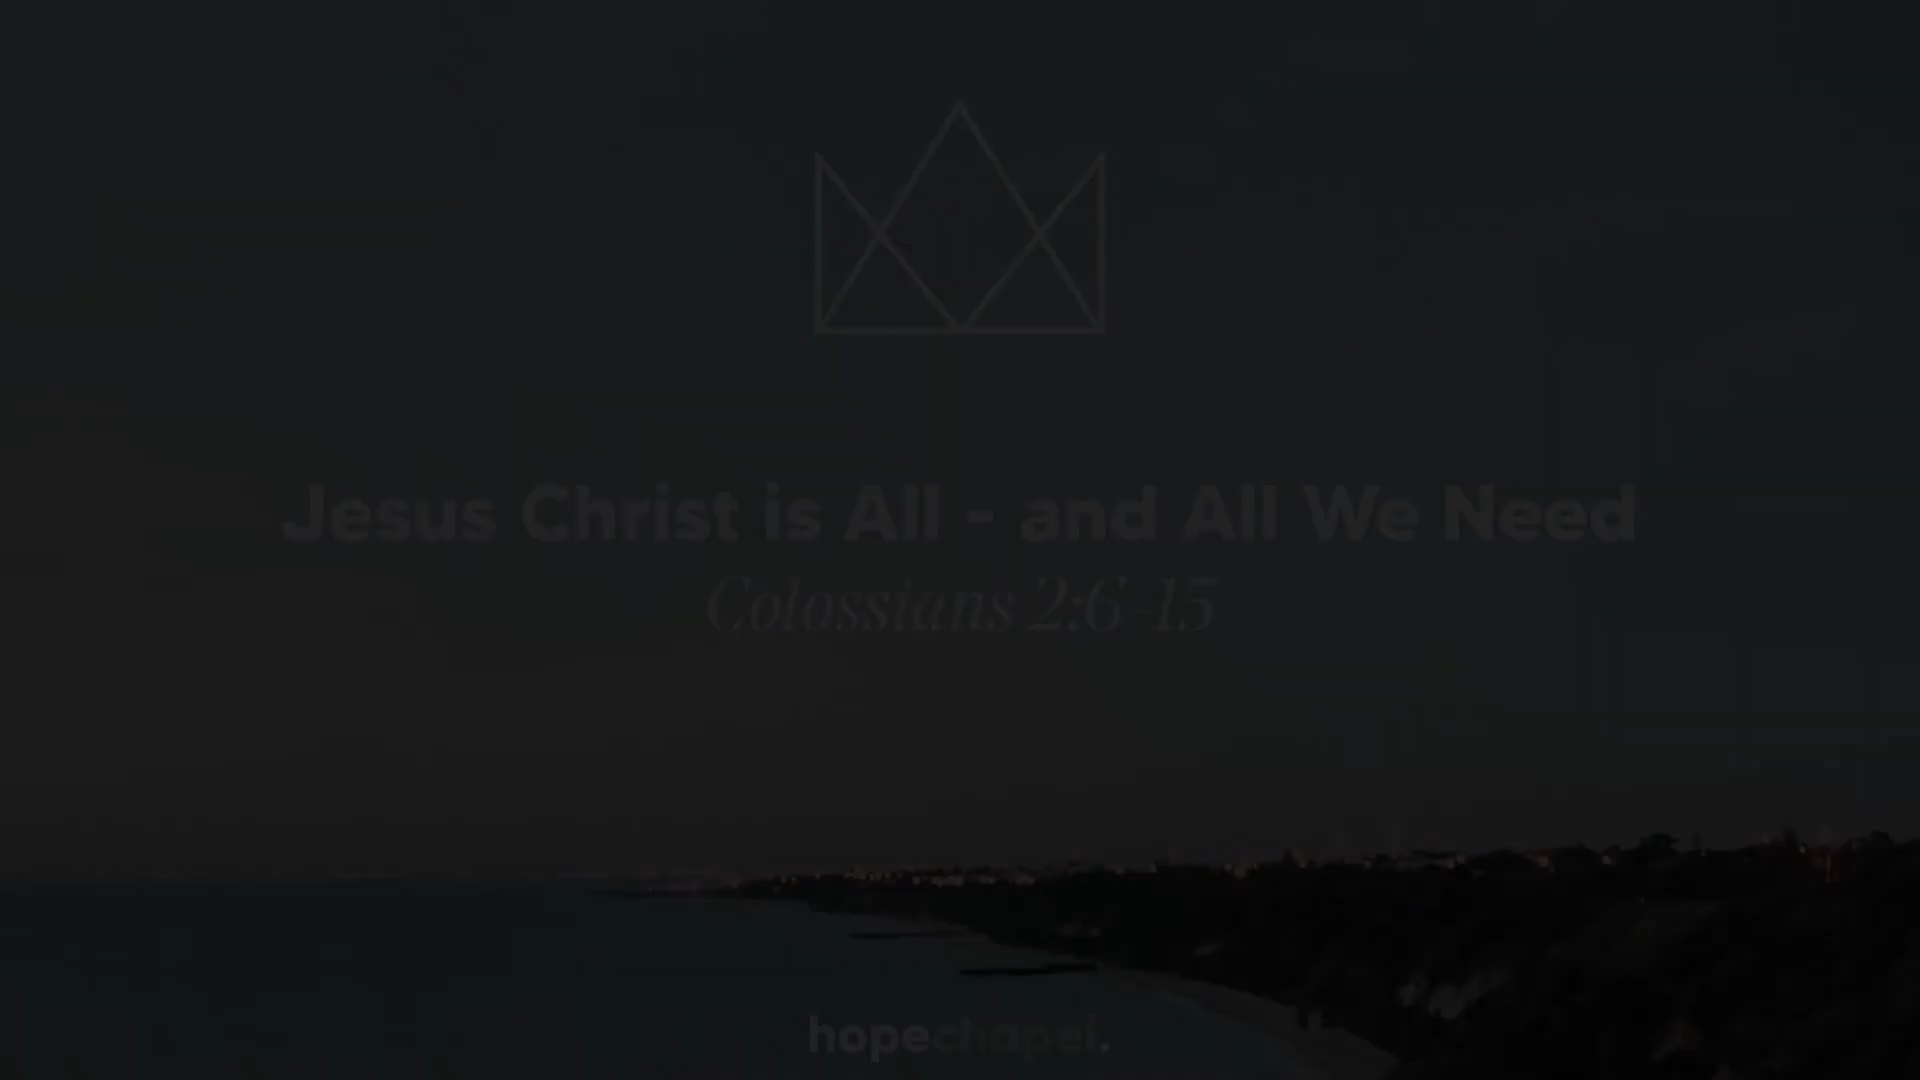 Jesus Christ is All - and All We Need
Colossians 2:6-15
hopechapel.